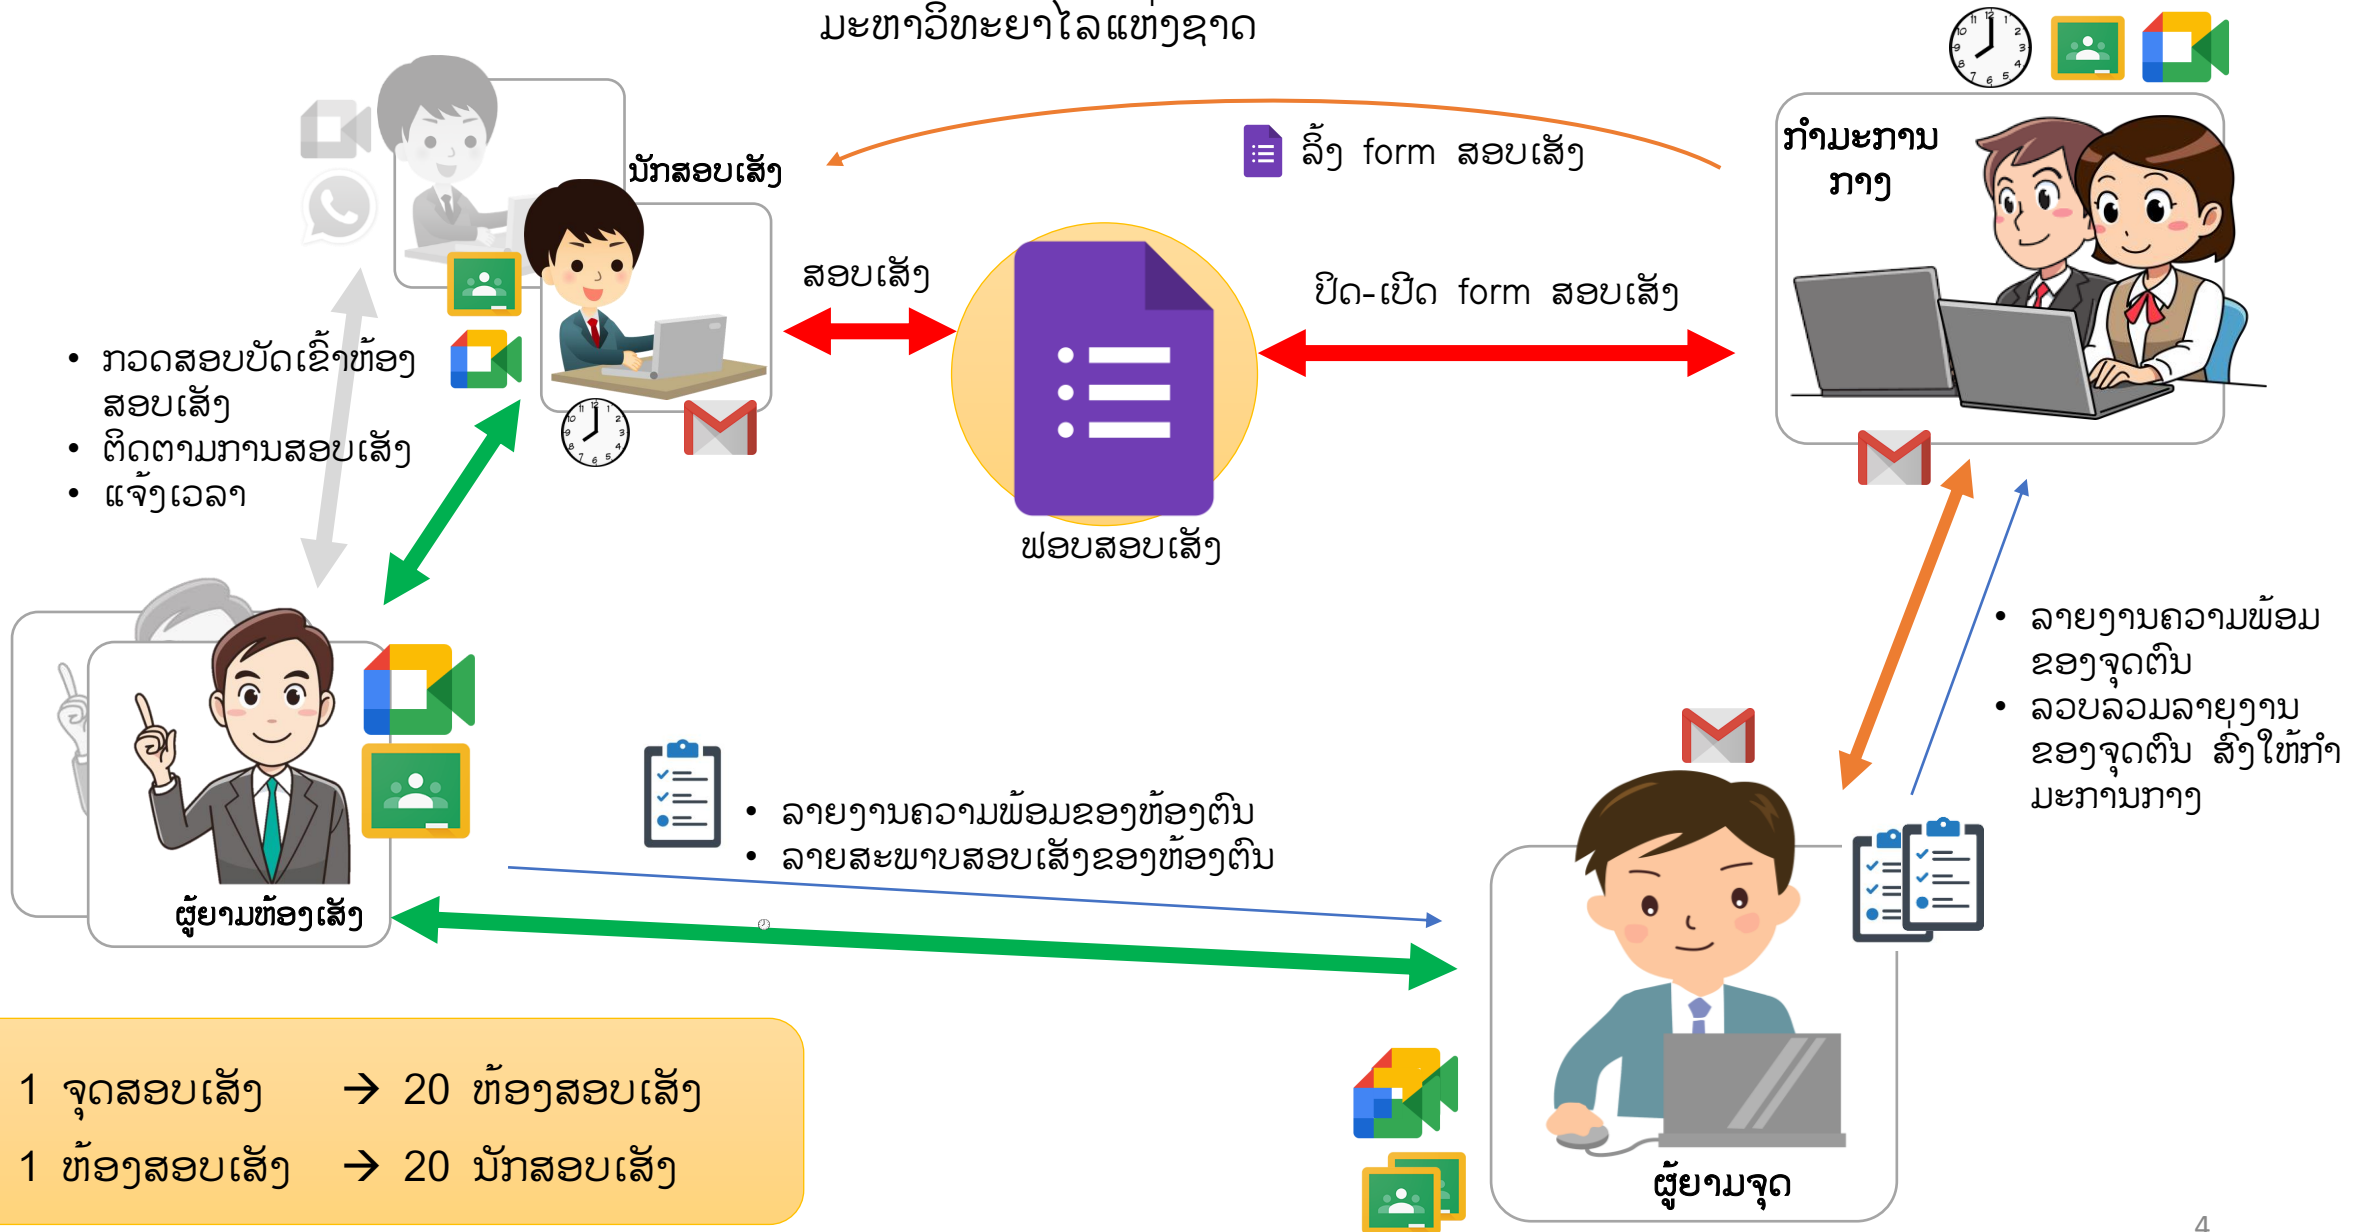 ມະຫາວິທະຍາໄລແຫ່ງຊາດ
ນັກສອບເສັງ
ລິ້ງ form ສອບເສັງ
ກຳມະການ
ກາງ
ສອບເສັງ
ປິດ-ເປີດ form ສອບເສັງ
• ກວດສອບບັດເຂົ້າຫ້ອງ
ສອບເສັງ
• ຕິດຕາມການສອບເສັງ
• ແຈ້ງເວລາ
ຟອບສອບເສັງ
• ລາຍງານຄວາມພ້ອມ
ຂອງຈຸດຕົນ
• ລວບລວມລາຍງານ
ຂອງຈຸດຕົນ ສົ່ງໃຫ້ກຳ
ມະການກາງ
• ລາຍງານຄວາມພ້ອມຂອງຫ້ອງຕົນ
• ລາຍສະພາບສອບເສັງຂອງຫ້ອງຕົນ
ຜູ້ຍາມຫ້ອງເສັງ
1 ຈຸດສອບເສັງ → 20 ຫ້ອງສອບເສັງ
1 ຫ້ອງສອບເສັງ → 20 ນັກສອບເສັງ
ຜູ້ຍາມຈຸດ
4